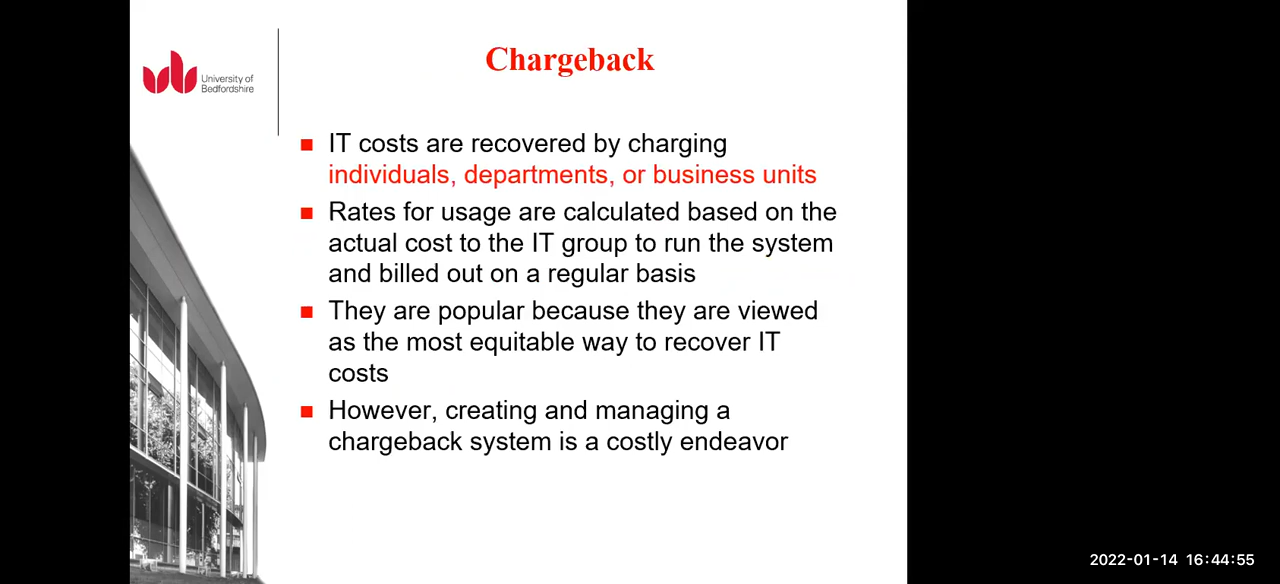 Chargeback
University of
Bedfordshire
IT costs are recovered by charging
individuals, departments, or business units
Rates for usage are calculated based on the
actual cost to the IT group to run the system
and billed out on a regular basis
They are popular because they are viewed
as the most equitable way to recover IT
costs
However, creating and managing a
chargeback system is a costly endeavor
2022-01-14 16:44:55